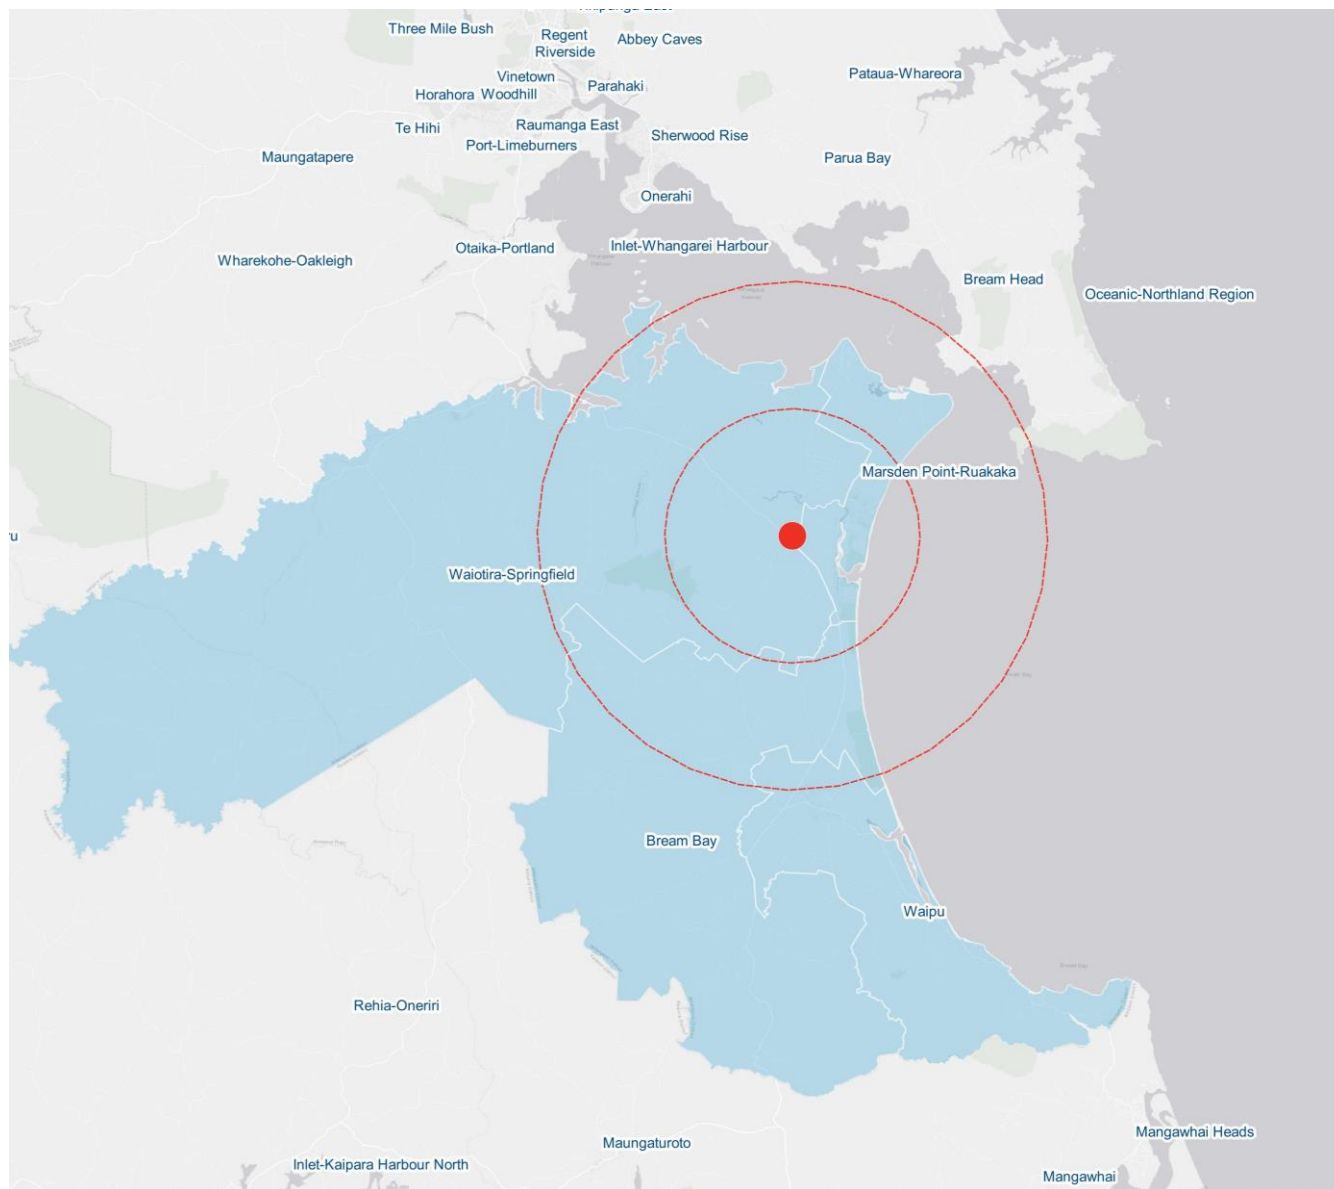 Three Mile Bush
Regent
Riverside
Abbey Caves
Vinetown
Pataua-Whareora
Parahaki
Horahora
Woodhill
Te Hihi
Raumanga East
Sherwood Rise
Port-Limeburners
Maungatapere
Parua Bay
Onerahi
Otaika-Portland
Inlet-Whangarei Harbour
Wharekohe-Oakleigh
Bream Head
Oceanic-Northland Region
Marsden Point-Ruakaka
ru
Waiotira-Springfield
Bream Bay
Waipu
Rehia-Oneriri
Mangawhai Heads
Maungaturoto
Inlet-Kaipara Harbour North
Mangawhai